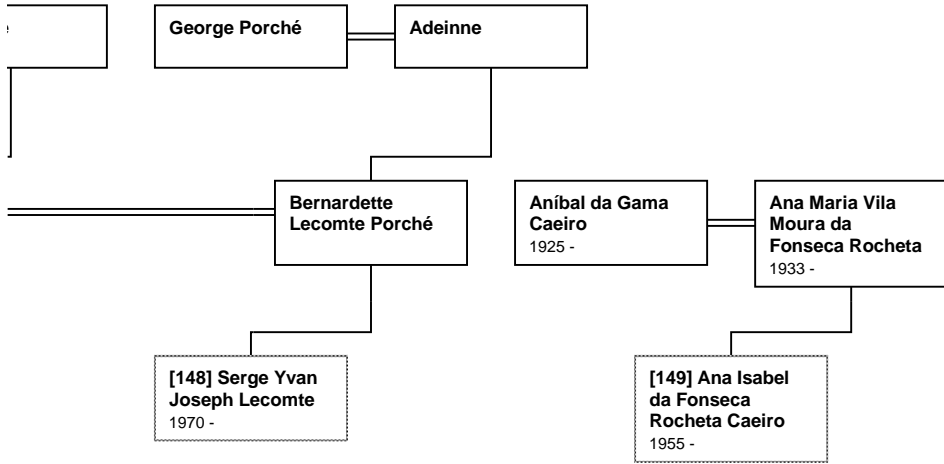 George Porché
Adeinne
Bernardette
Lecomte Porché
Aníbal da Gama
Caeiro
1925 -
Ana Maria Vila
Moura da
Fonseca Rocheta
1933 -
[148] Serge Yvan
Joseph Lecomte
1970 -
[149] Ana Isabel
da Fonseca
Rocheta Caeiro
1955 -